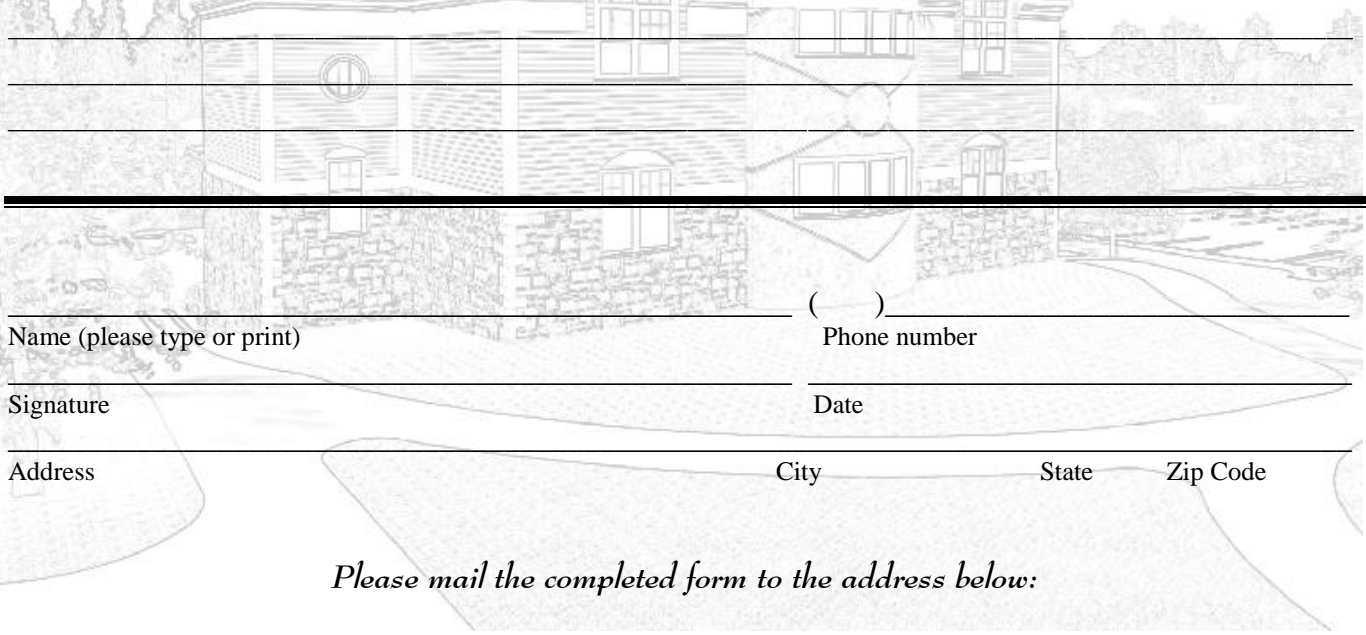 (    )
Name (please type or print) Phone number
Signature Date
Address City State Zip Code
Please mail the completed form to the address below: